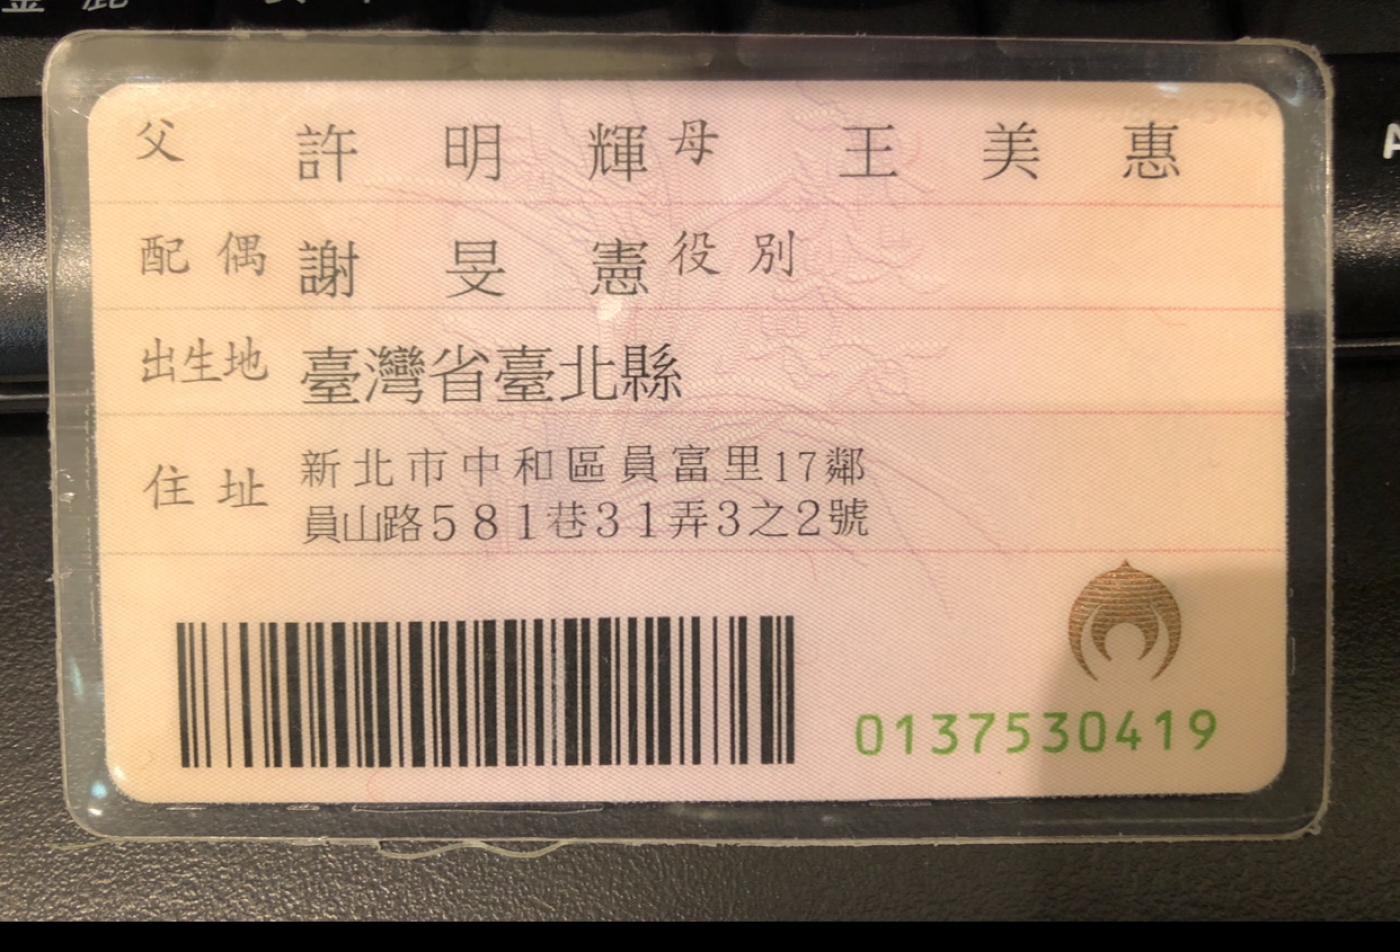 父 許明輝 母 王美惠
配偶 謝旻憲 役別
出生地 臺灣省臺北縣
住址 新北市中和區員富里17鄰
員山路581巷31弄3之2號
0137530419